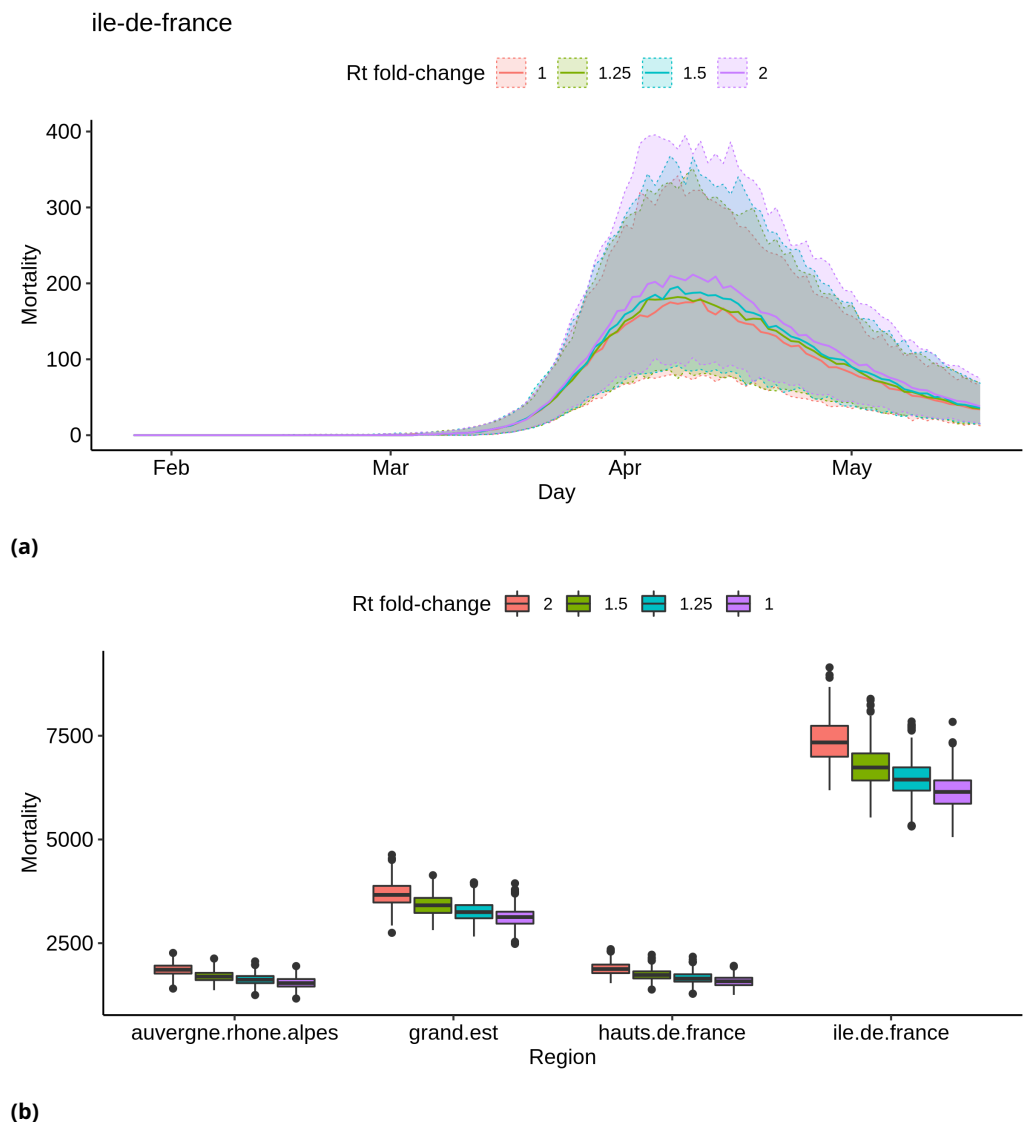 ile-de-france
Rt fold-change 1 1.25 1.5 2
Mortality
400
300
200
100
0
Feb Mar Apr May
Day
(a)
Rt fold-change 2 1.5 1.25 1
Mortality
7500
5000
2500
auvergne.rhone.alpes grand.est hauts.de.france ile.de.france
Region
(b)